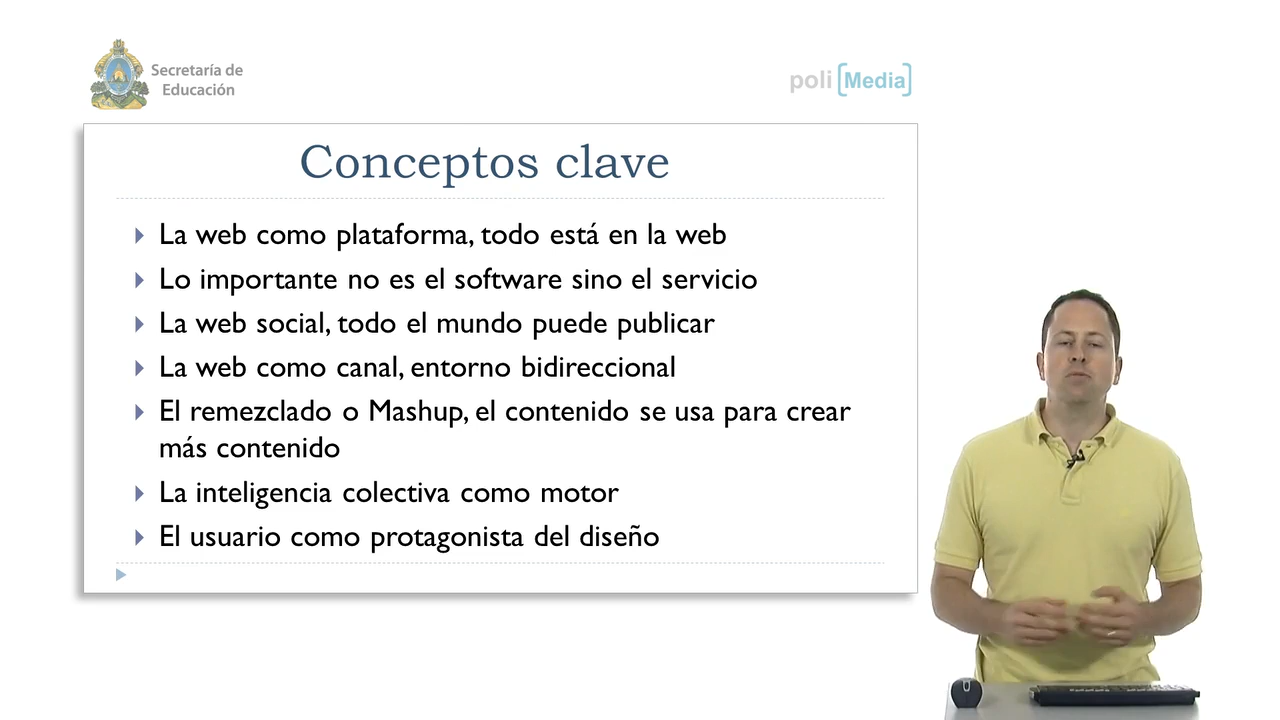 Secretaría de
Educación
poli [Media]
Conceptos clave
La web como plataforma, todo está en la web
Lo importante no es el software sino el servicio
La web social, todo el mundo puede publicar
La web como canal, entorno bidireccional
El remezclado o Mashup, el contenido se usa para crear
más contenido
La inteligencia colectiva como motor
El usuario como protagonista del diseño